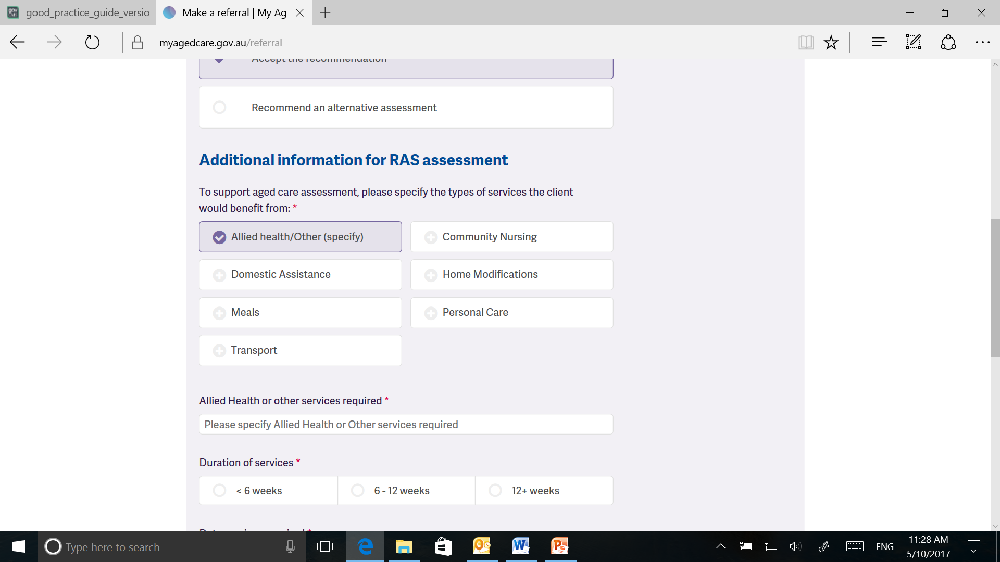 good_practice_guide_versio
Make a referral | My Ag
myagedcare.gov.au/referral
Accept the recommendation
Recommend an alternative assessment
Additional information for RAS assessment
To support aged care assessment, please specify the types of services the client
would benefit from: *
Allied health/Other (specify)
Community Nursing
Domestic Assistance
Home Modifications
Meals
Personal Care
Transport
Allied Health or other services required *
Please specify Allied Health or Other services required
Duration of services *
< 6 weeks
6 - 12 weeks
12+ weeks
Type here to search
ENG
11:28 AM
5/10/2017